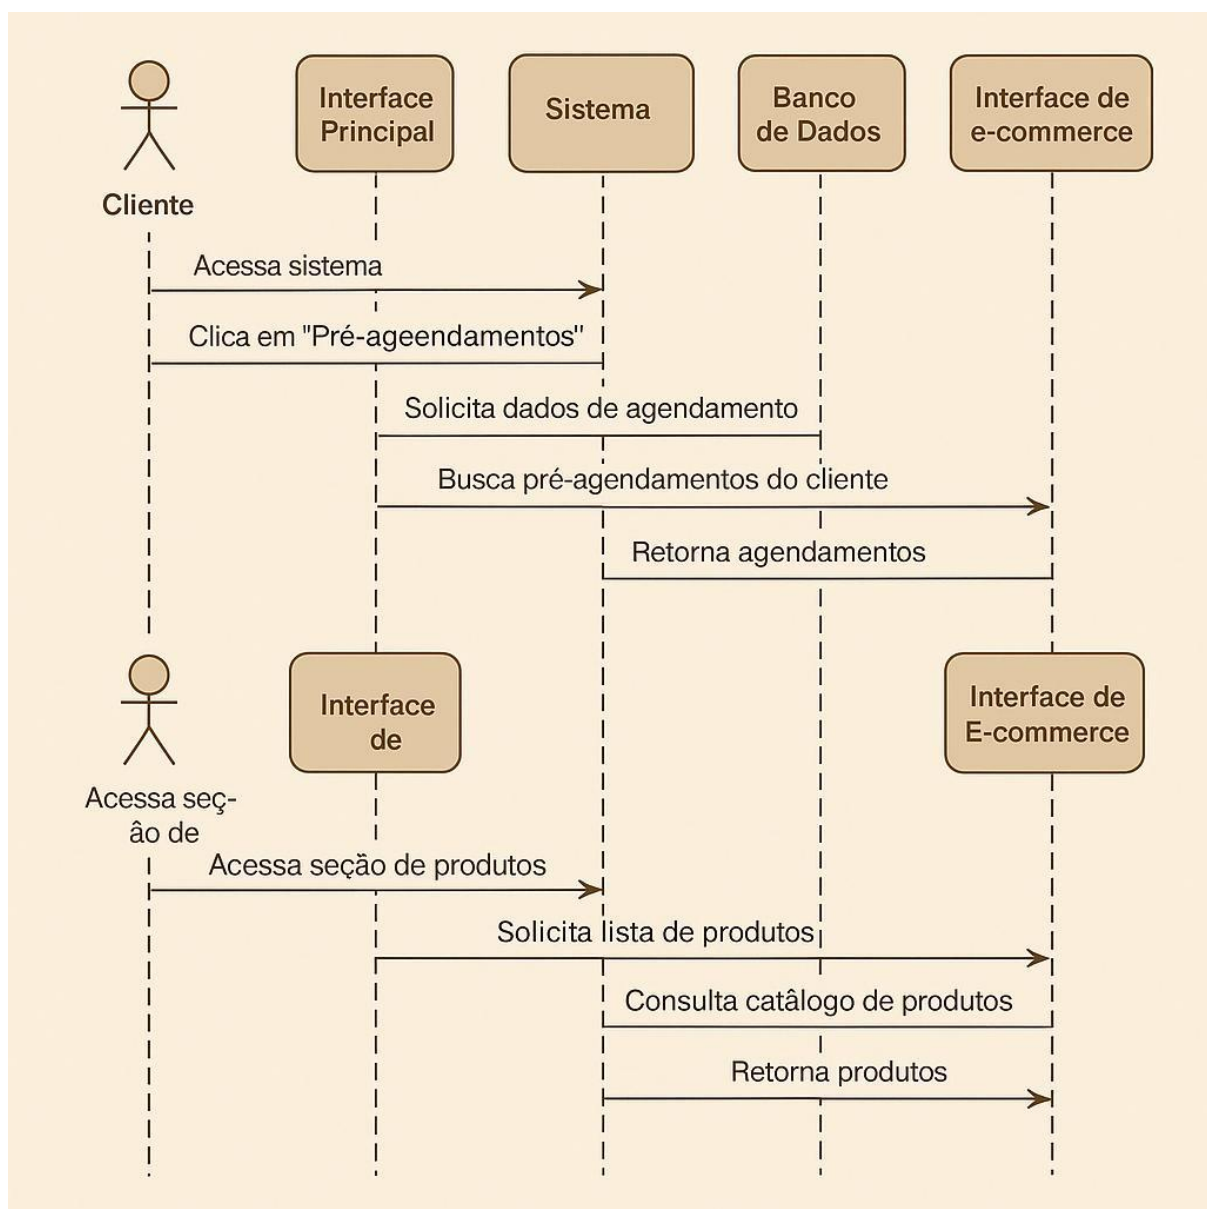 Interface
Principal
Sistema
Banco
de Dados
Interface de
e-commerce
Cliente
Acessa sistema
Clica em "Pré-ageendamentos"
Solicita dados de agendamento
Busca pré-agendamentos do cliente
Retorna agendamentos
Interface
de
Interface de
E-commerce
Acessa seç-
âo de
Acessa seção de produtos
Solicita lista de produtos
Consulta catâlogo de produtos
Retorna produtos